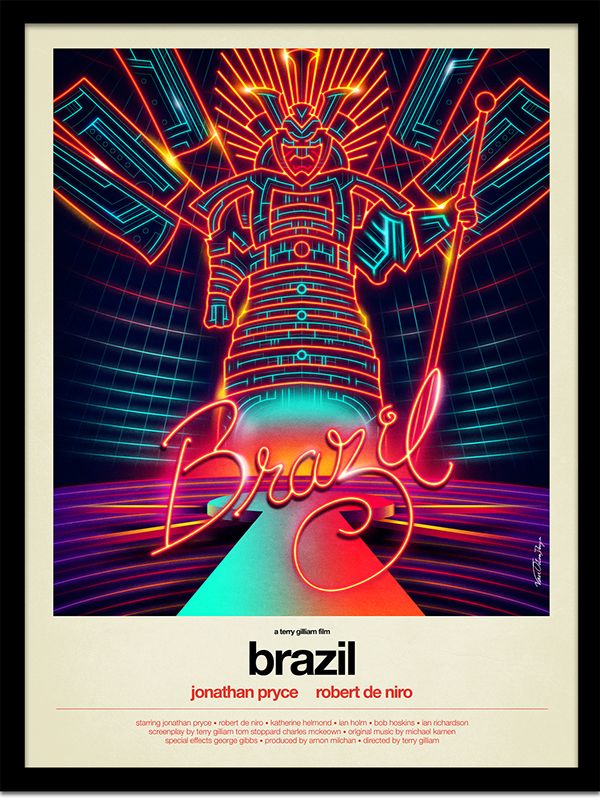 Brazil
a terry gilliam film
brazil
jonathan pryce robert de niro
starring jonathan pryce • robert de niro • katherine helmond • ian holm • bob hoskins • ian richardson
screenplay by terry gilliam tom stoppard charles mckeown • original music by michael kamen
special effects george gibbs • produced by arnon milchan • directed by terry gilliam